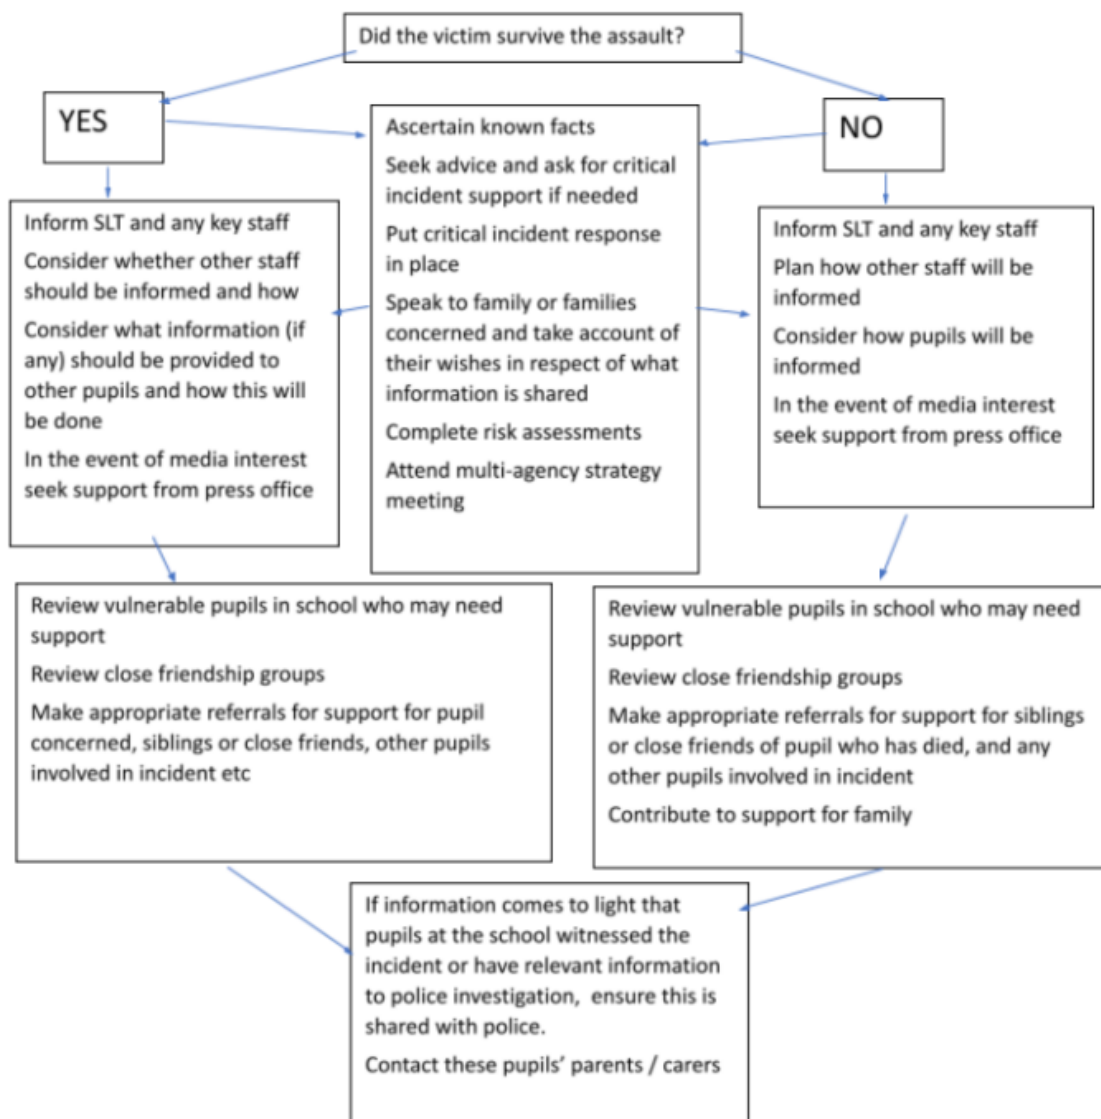 Did the victim survive the assault?
YES
NO
Ascertain known facts
Seek advice and ask for critical
incident support if needed
Put critical incident response
in place
Speak to family or families
concerned and take account of
their wishes in respect of what
information is shared
Complete risk assessments
Attend multi-agency strategy
meeting
Inform SLT and any key staff
Consider whether other staff
should be informed and how
Consider what information (if
any) should be provided to
other pupils and how this will
be done
In the event of media interest
seek support from press office
Inform SLT and any key staff
Plan how other staff will be
informed
Consider how pupils will be
informed
In the event of media interest
seek support from press office
Review vulnerable pupils in school who may need
support
Review close friendship groups
Make appropriate referrals for support for pupil
concerned, siblings or close friends, other pupils
involved in incident etc
Review vulnerable pupils in school who may need
support
Review close friendship groups
Make appropriate referrals for support for siblings
or close friends of pupil who has died, and any
other pupils involved in incident
Contribute to support for family
If information comes to light that
pupils at the school witnessed the
incident or have relevant information
to police investigation,  ensure this is
shared with police.
Contact these pupils' parents / carers